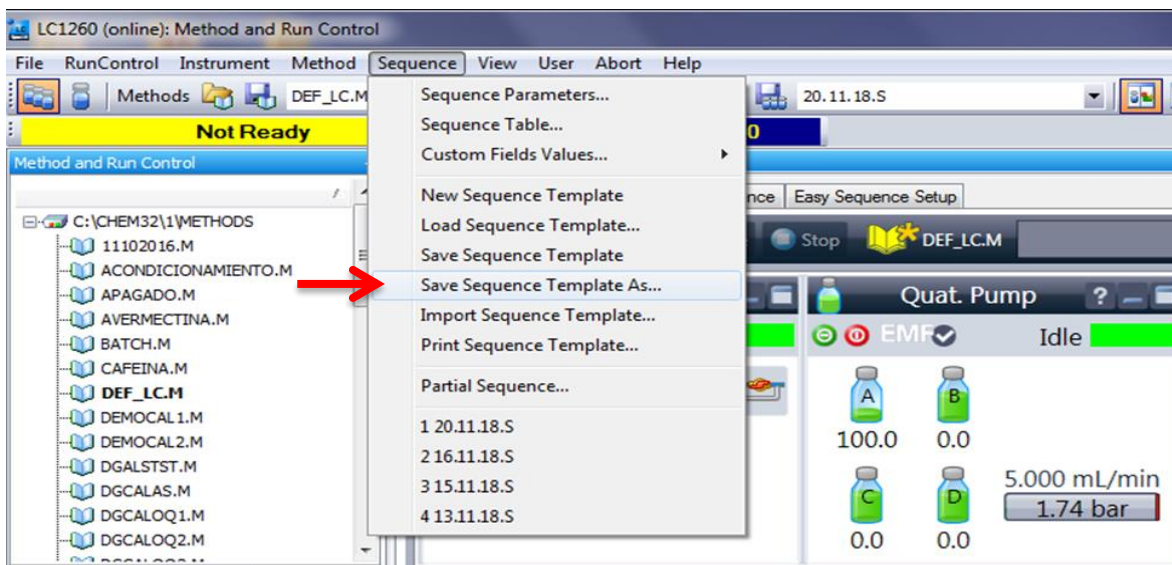 LC1260 (online): Method and Run Control
File RunControl Instrument Method Sequence View User Abort Help
Methods DEF_LC.M 20.11.18.S
Not Ready
Method and Run Control
C:\CHEM32\1\METHODS
11102016.M
ACONDICIONAMIENTO.M
APAGADO.M
AVERMECTINA.M
BATCH.M
CAFEINA.M
DEF_LC.M
DEMOCAL1.M
DEMOCAL2.M
DGALSTST.M
DGCALAS.M
DGCALOQ1.M
DGCALOQ2.M
Sequence Parameters...
Sequence Table...
Custom Fields Values...
New Sequence Template
Load Sequence Template...
Save Sequence Template
Save Sequence Template As...
Import Sequence Template...
Print Sequence Template...
Partial Sequence...
1 20.11.18.S
2 16.11.18.S
3 15.11.18.S
4 13.11.18.S
0
nce Easy Sequence Setup
Stop DEF_LC.M
Quat. Pump ?
EMF Idle
A B
100.0 0.0
C D 5.000 mL/min
1.74 bar
0.0 0.0